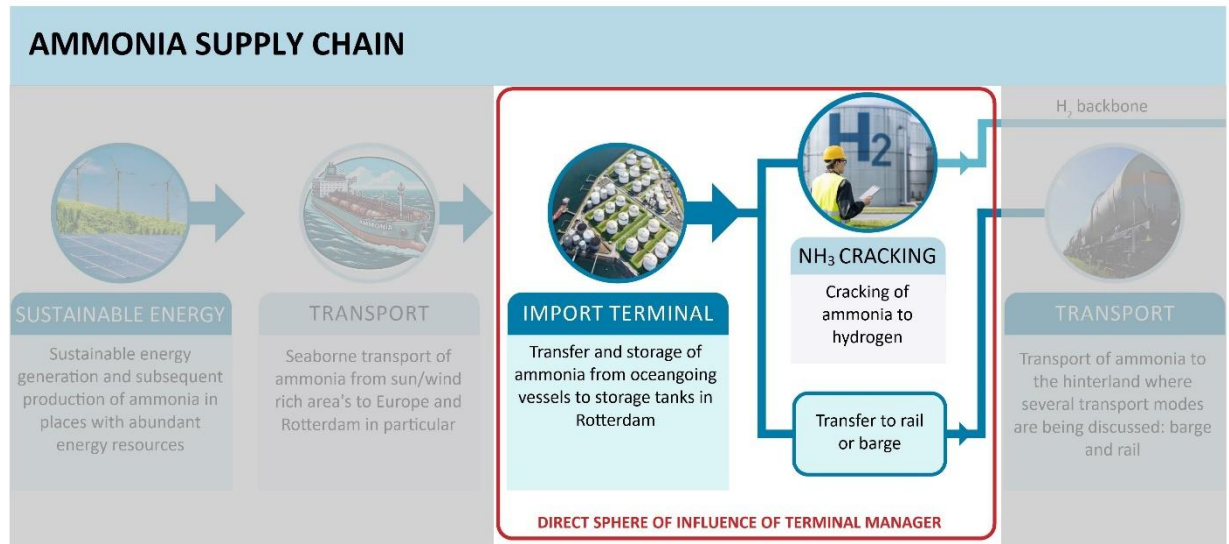 AMMONIA SUPPLY CHAIN
SUSTAINABLE ENERGY
Sustainable energy
generation and subsequent
production of ammonia in
places with abundant
energy resources
AMMONIA
TRANSPORT
Seaborne transport of
ammonia from sun/wind
rich area's to Europe and
Rotterdam in particular
IMPORT TERMINAL
Transfer and storage of
ammonia from oceangoing
vessels to storage tanks in
Rotterdam
H2
NH₃ CRACKING
Cracking of
ammonia to
hydrogen
Transfer to rail
or barge
H₂ backbone
TRANSPORT
Transport of ammonia to
the hinterland where
several transport modes
are being discussed: barge
and rail
DIRECT SPHERE OF INFLUENCE OF TERMINAL MANAGER